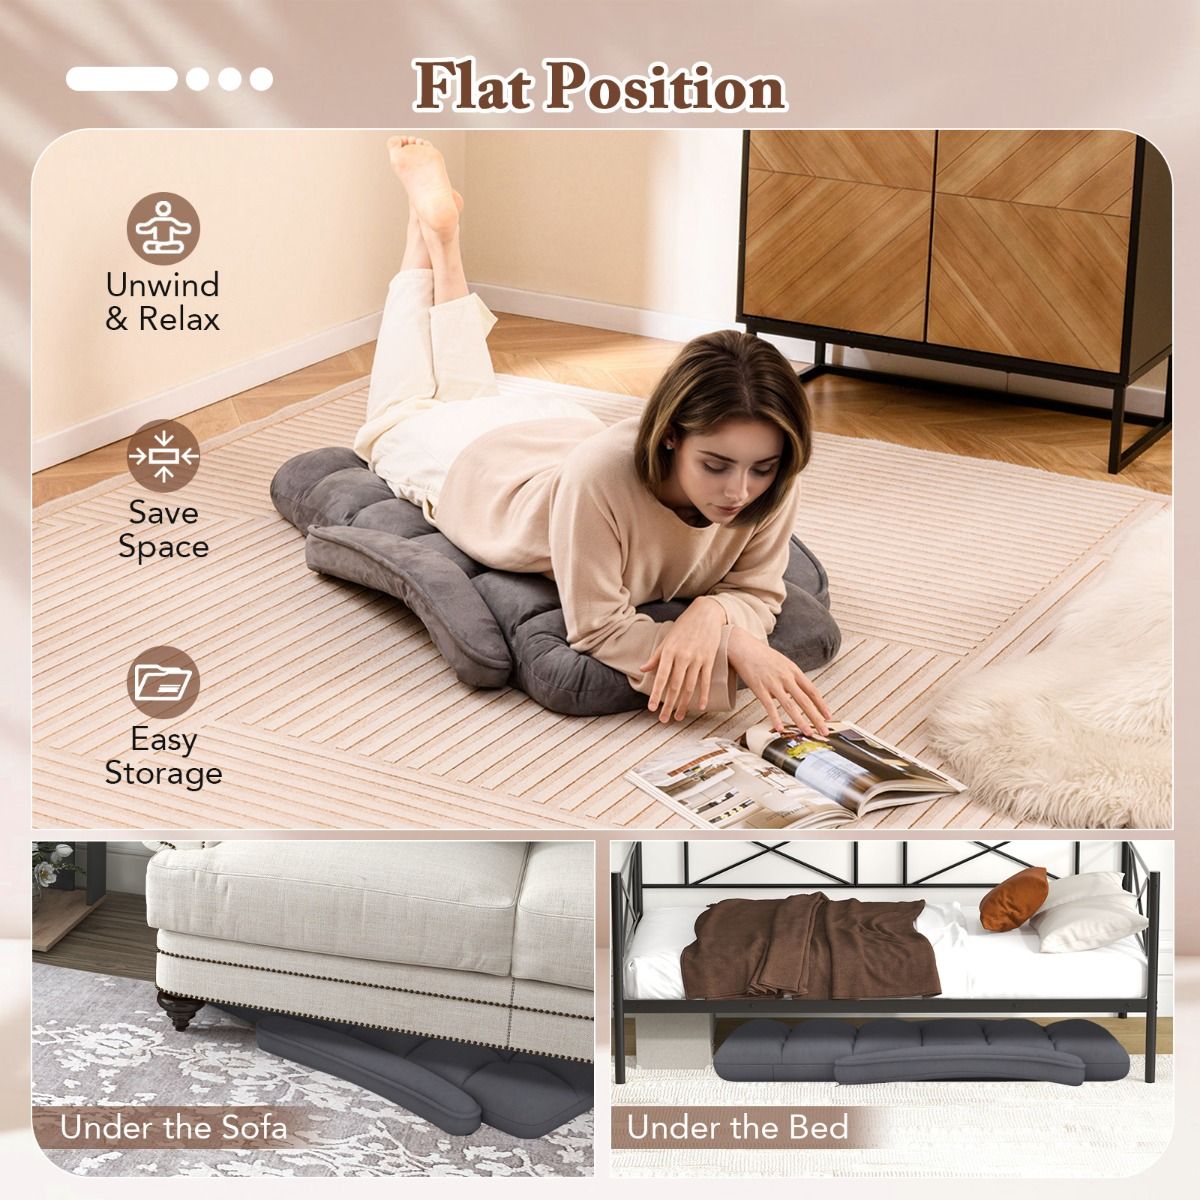 Flat Position
Unwind
& Relax
Save
Space
Easy
Storage
Under the Sofa
Under the Bed